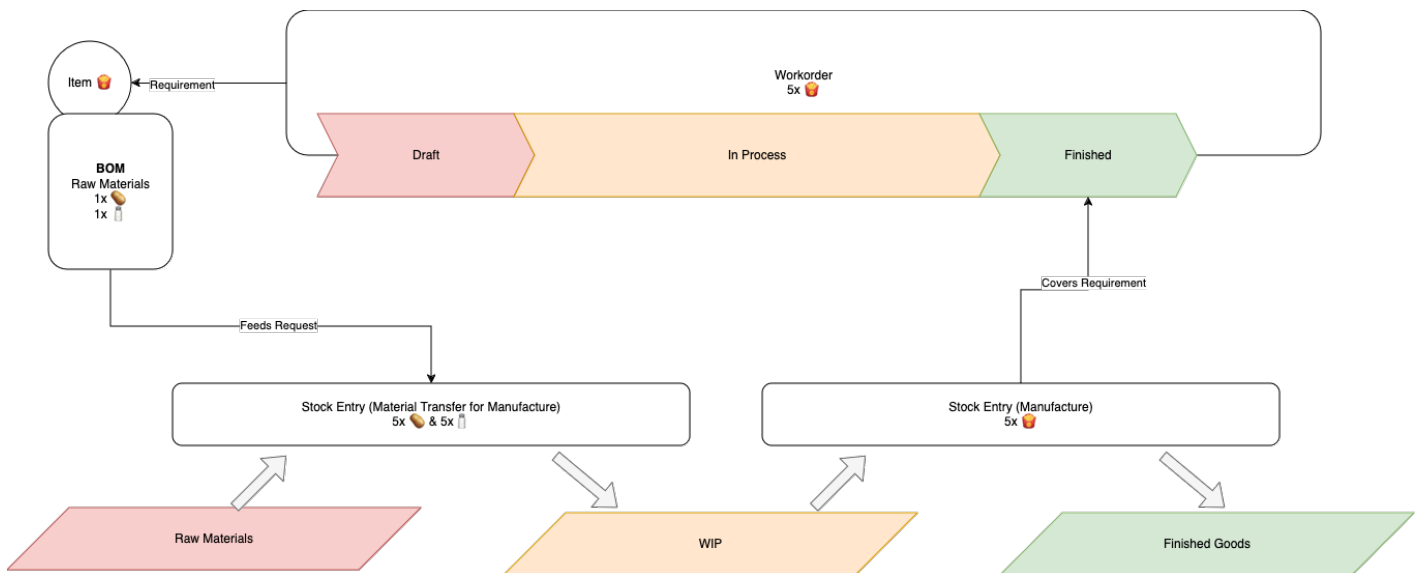 Workorder
5x 🍟
Item 🍟
Requirement
Draft
In Process
Finished
BOM
Raw Materials
1x 🥔
1x 🧂
Covers Requirement
Feeds Request
Stock Entry (Material Transfer for Manufacture)
5x 🥔 & 5x 🧂
Stock Entry (Manufacture)
5x 🍟
Raw Materials
WIP
Finished Goods